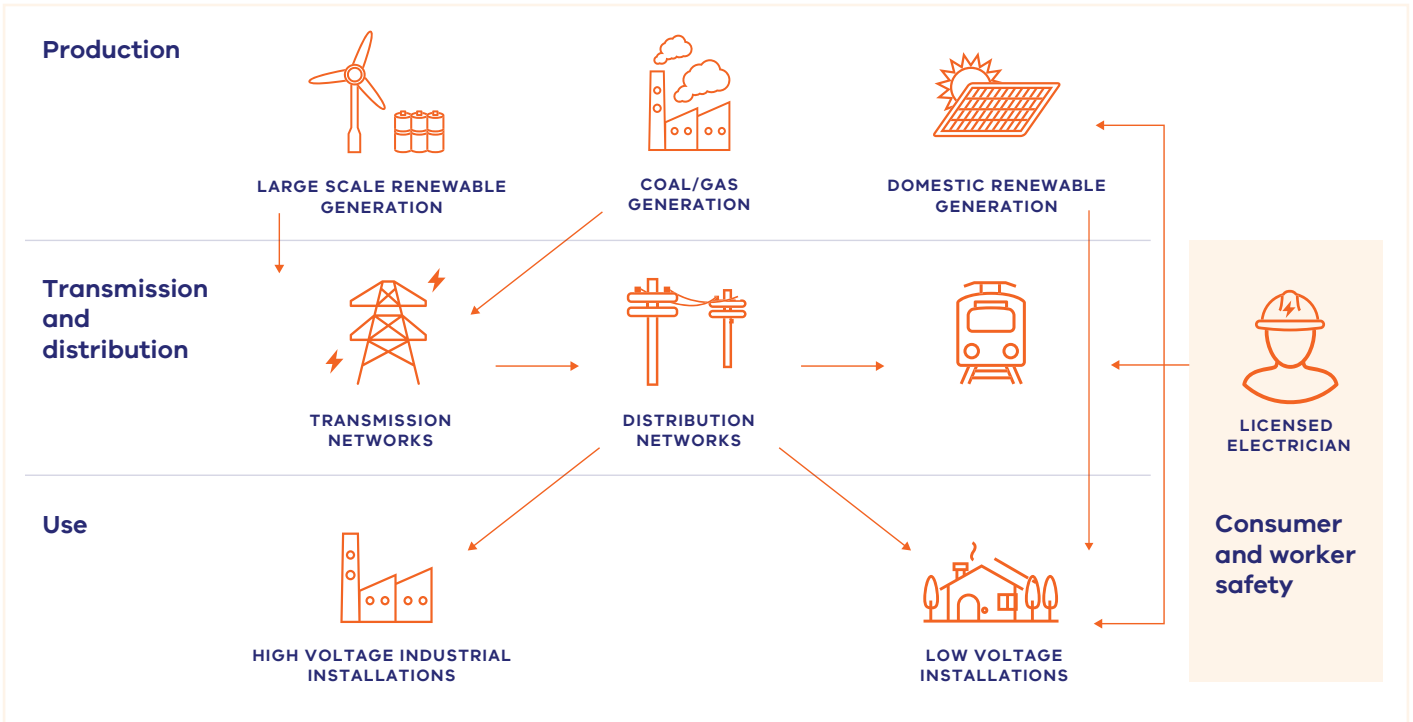 Production
LARGE SCALE RENEWABLE
GENERATION
COAL/GAS
GENERATION
DOMESTIC RENEWABLE
GENERATION
Transmission
and
distribution
TRANSMISSION
NETWORKS
DISTRIBUTION
NETWORKS
LICENSED
ELECTRICIAN
Use
HIGH VOLTAGE INDUSTRIAL
INSTALLATIONS
LOW VOLTAGE
INSTALLATIONS
Consumer
and worker
safety